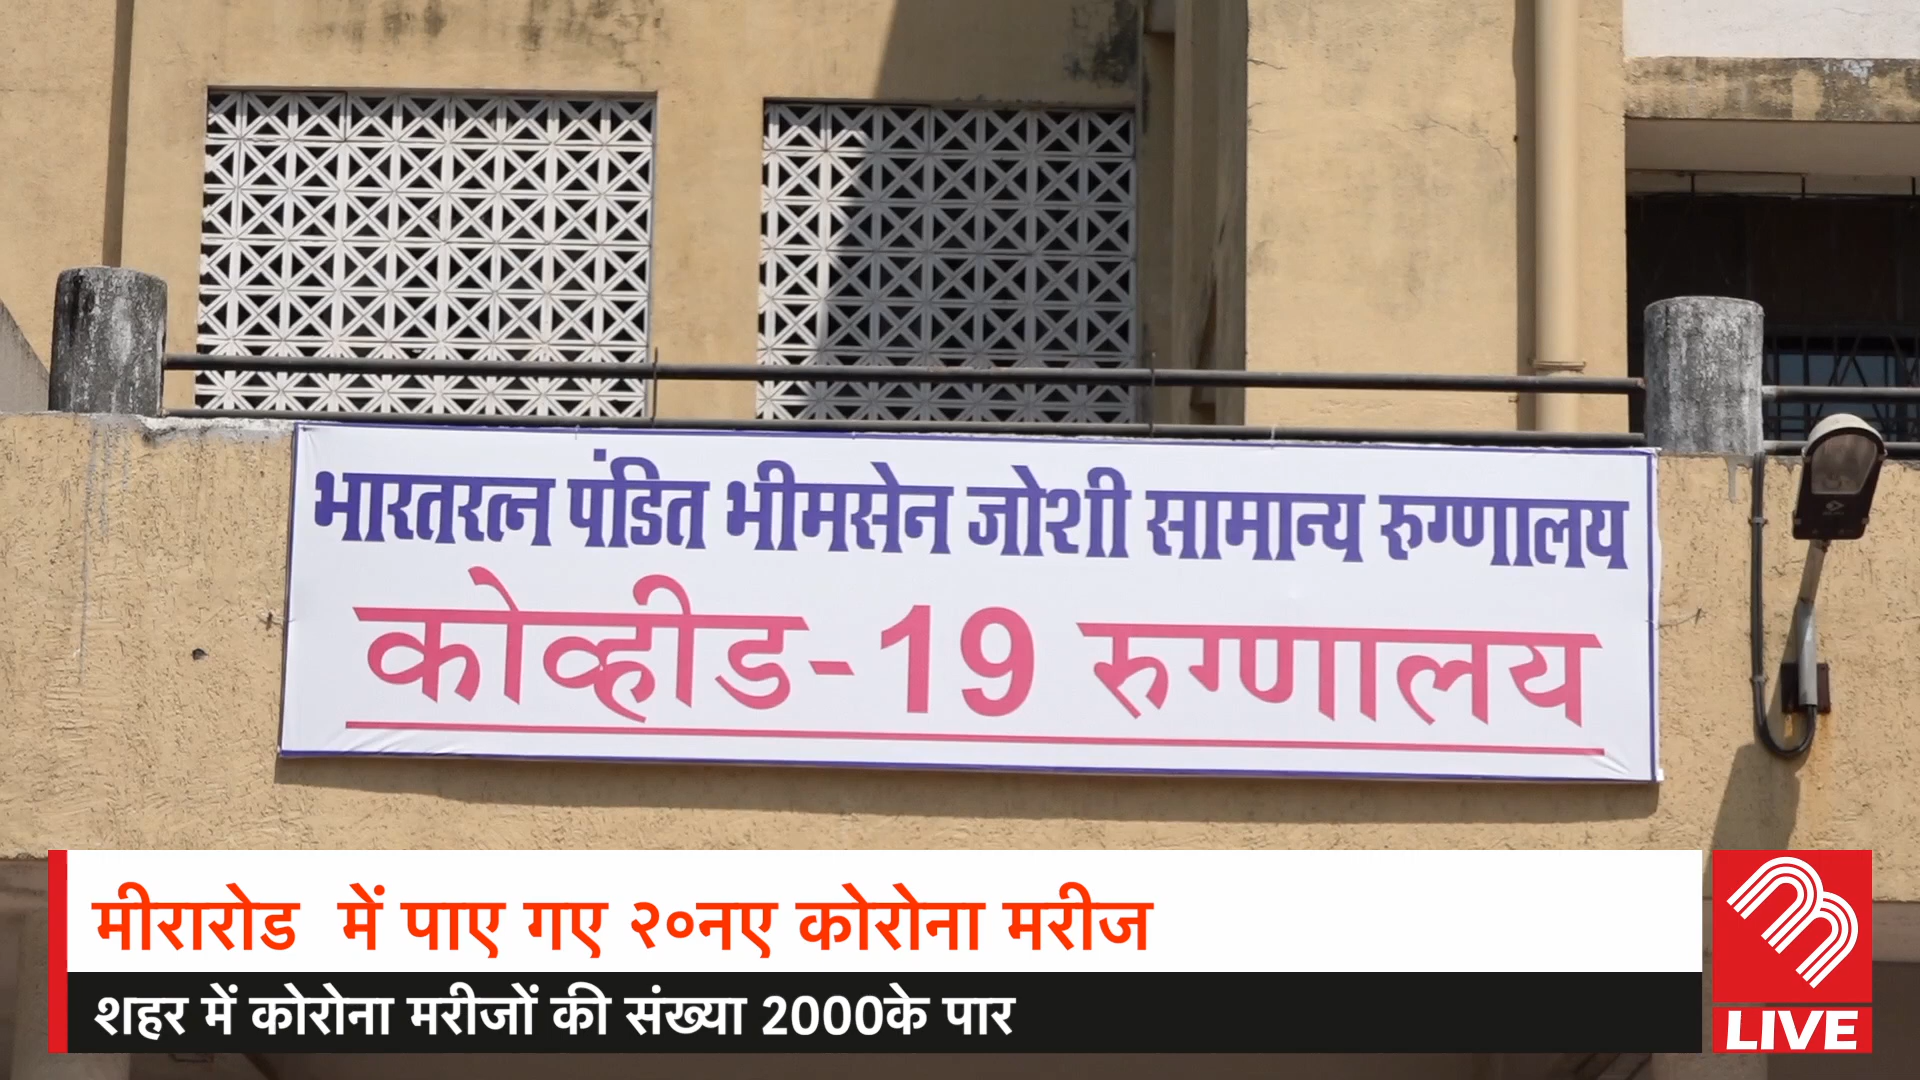 भारतरत्न पंडित भीमसेन जोशी सामान्य रुग्णालय
कोव्हीड-19 रुग्णालय
मीरारोड में पाए गए २०नए कोरोना मरीज
शहर में कोरोना मरीजों की संख्या 2000के पार
LIVE